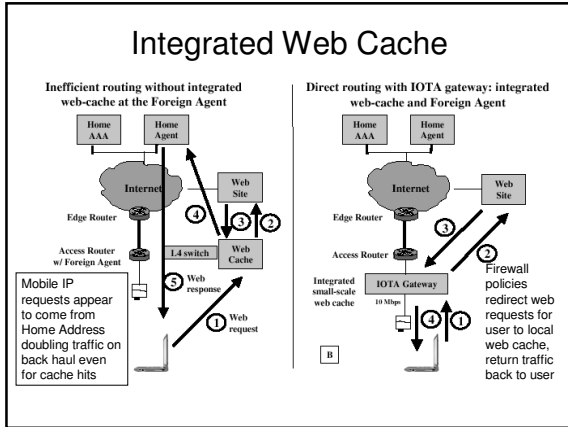 Integrated Web Cache
Inefficient routing without integrated
web-cache at the Foreign Agent
Home
AAA
Home
Agent
Internet
Web
Site
4
3
2
Edge Router
Access Router
w/ Foreign Agent
L4 switch
Web
Cache
5
Web
response
1
Web
request
Mobile IP
requests appear
to come from
Home Address
doubling traffic on
back haul even
for cache hits
Direct routing with IOTA gateway: integrated
web-cache and Foreign Agent
Home
AAA
Home
Agent
Internet
Web
Site
Edge Router
3
Access Router
2
Integrated
small-scale
web cache
IOTA Gateway
10 Mbps
4
1
B
Firewall
policies
redirect web
requests for
user to local
web cache,
return traffic
back to user